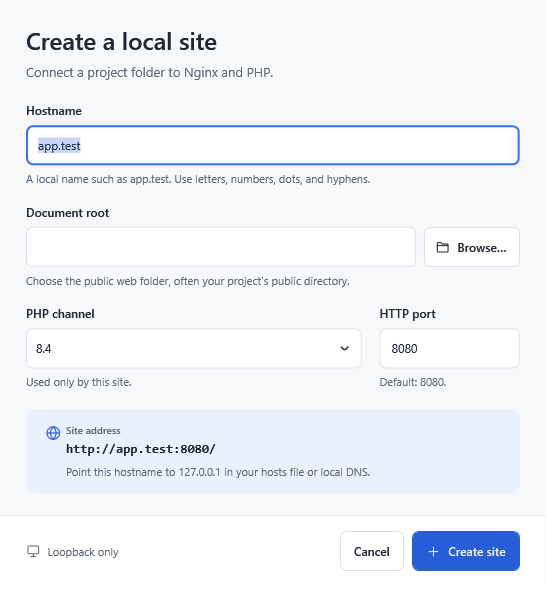 Create a local site
Connect a project folder to Nginx and PHP.
Hostname
app.test
A local name such as app.test. Use letters, numbers, dots, and hyphens.
Document root
Browse...
Choose the public web folder, often your project's public directory.
PHP channel
HTTP port
8.4
8080
Used only by this site.
Default: 8080.
Site address
http://app.test:8080/
Point this hostname to 127.0.0.1 in your hosts file or local DNS.
Loopback only
Cancel
Create site